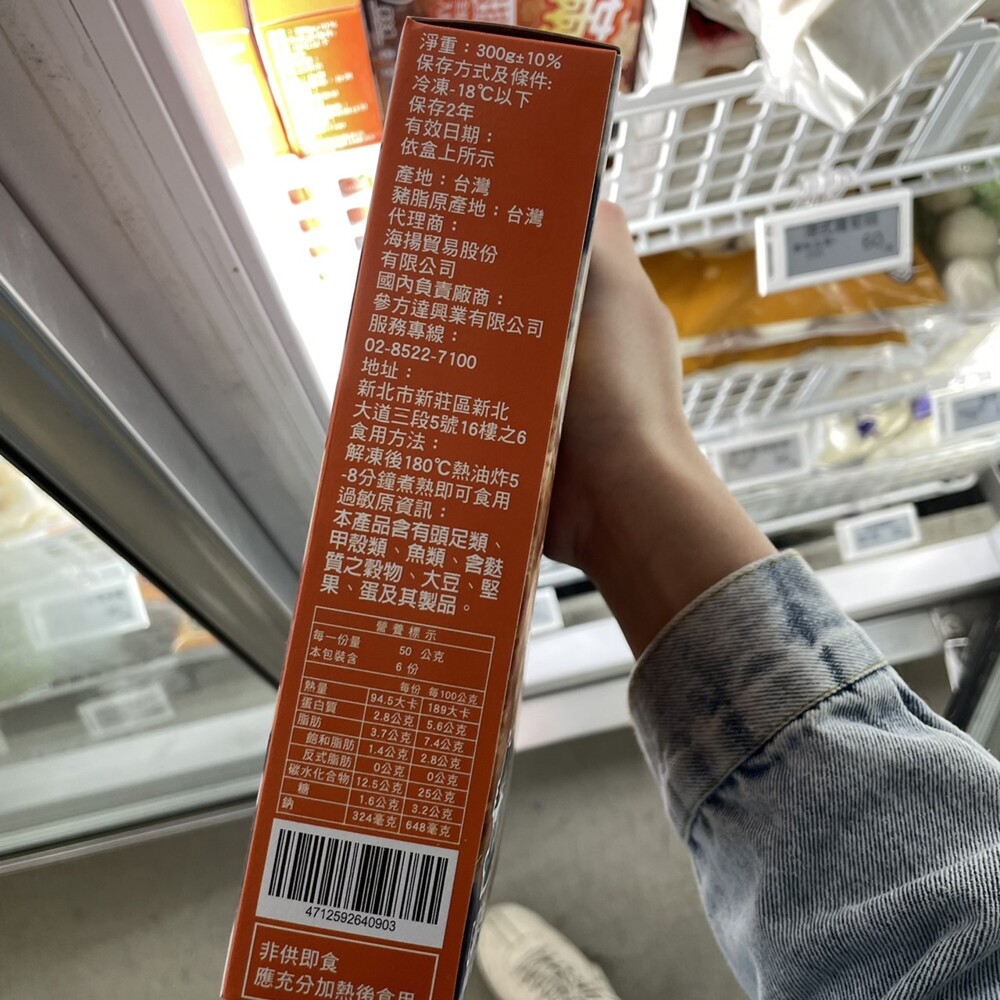 淨重：300g±10%
保存方式及條件:
冷凍-18℃以下
保存2年
有效日期：
依盒上所示
產地：台灣
豬脂原產地：台灣
代理商：
海揚貿易股份
有限公司
國內負責廠商：
參方達興業有限公司
服務專線：
02-8522-7100
地址：
新北市新莊區新北
大道三段5號16樓之6
食用方法：
解凍後180℃熱油炸5
-8分鐘煮熟即可食用
過敏原資訊：
本產品含有頭足類、
甲殼類、魚類、含麩
質之穀物、大豆、堅
果、蛋及其製品。
營養標示
每一份量 50 公克
本包裝含 6 份
每份 每100公克
熱量 94.5大卡 189大卡
蛋白質 2.8公克 5.6公克
脂肪 3.7公克 7.4公克
飽和脂肪 1.4公克 2.8公克
反式脂肪 0公克 0公克
碳水化合物 12.5公克 25公克
糖 1.6公克 3.2公克
鈉 324毫克 648毫克
4712592640903
非供即食
應充分加熱後食用
60